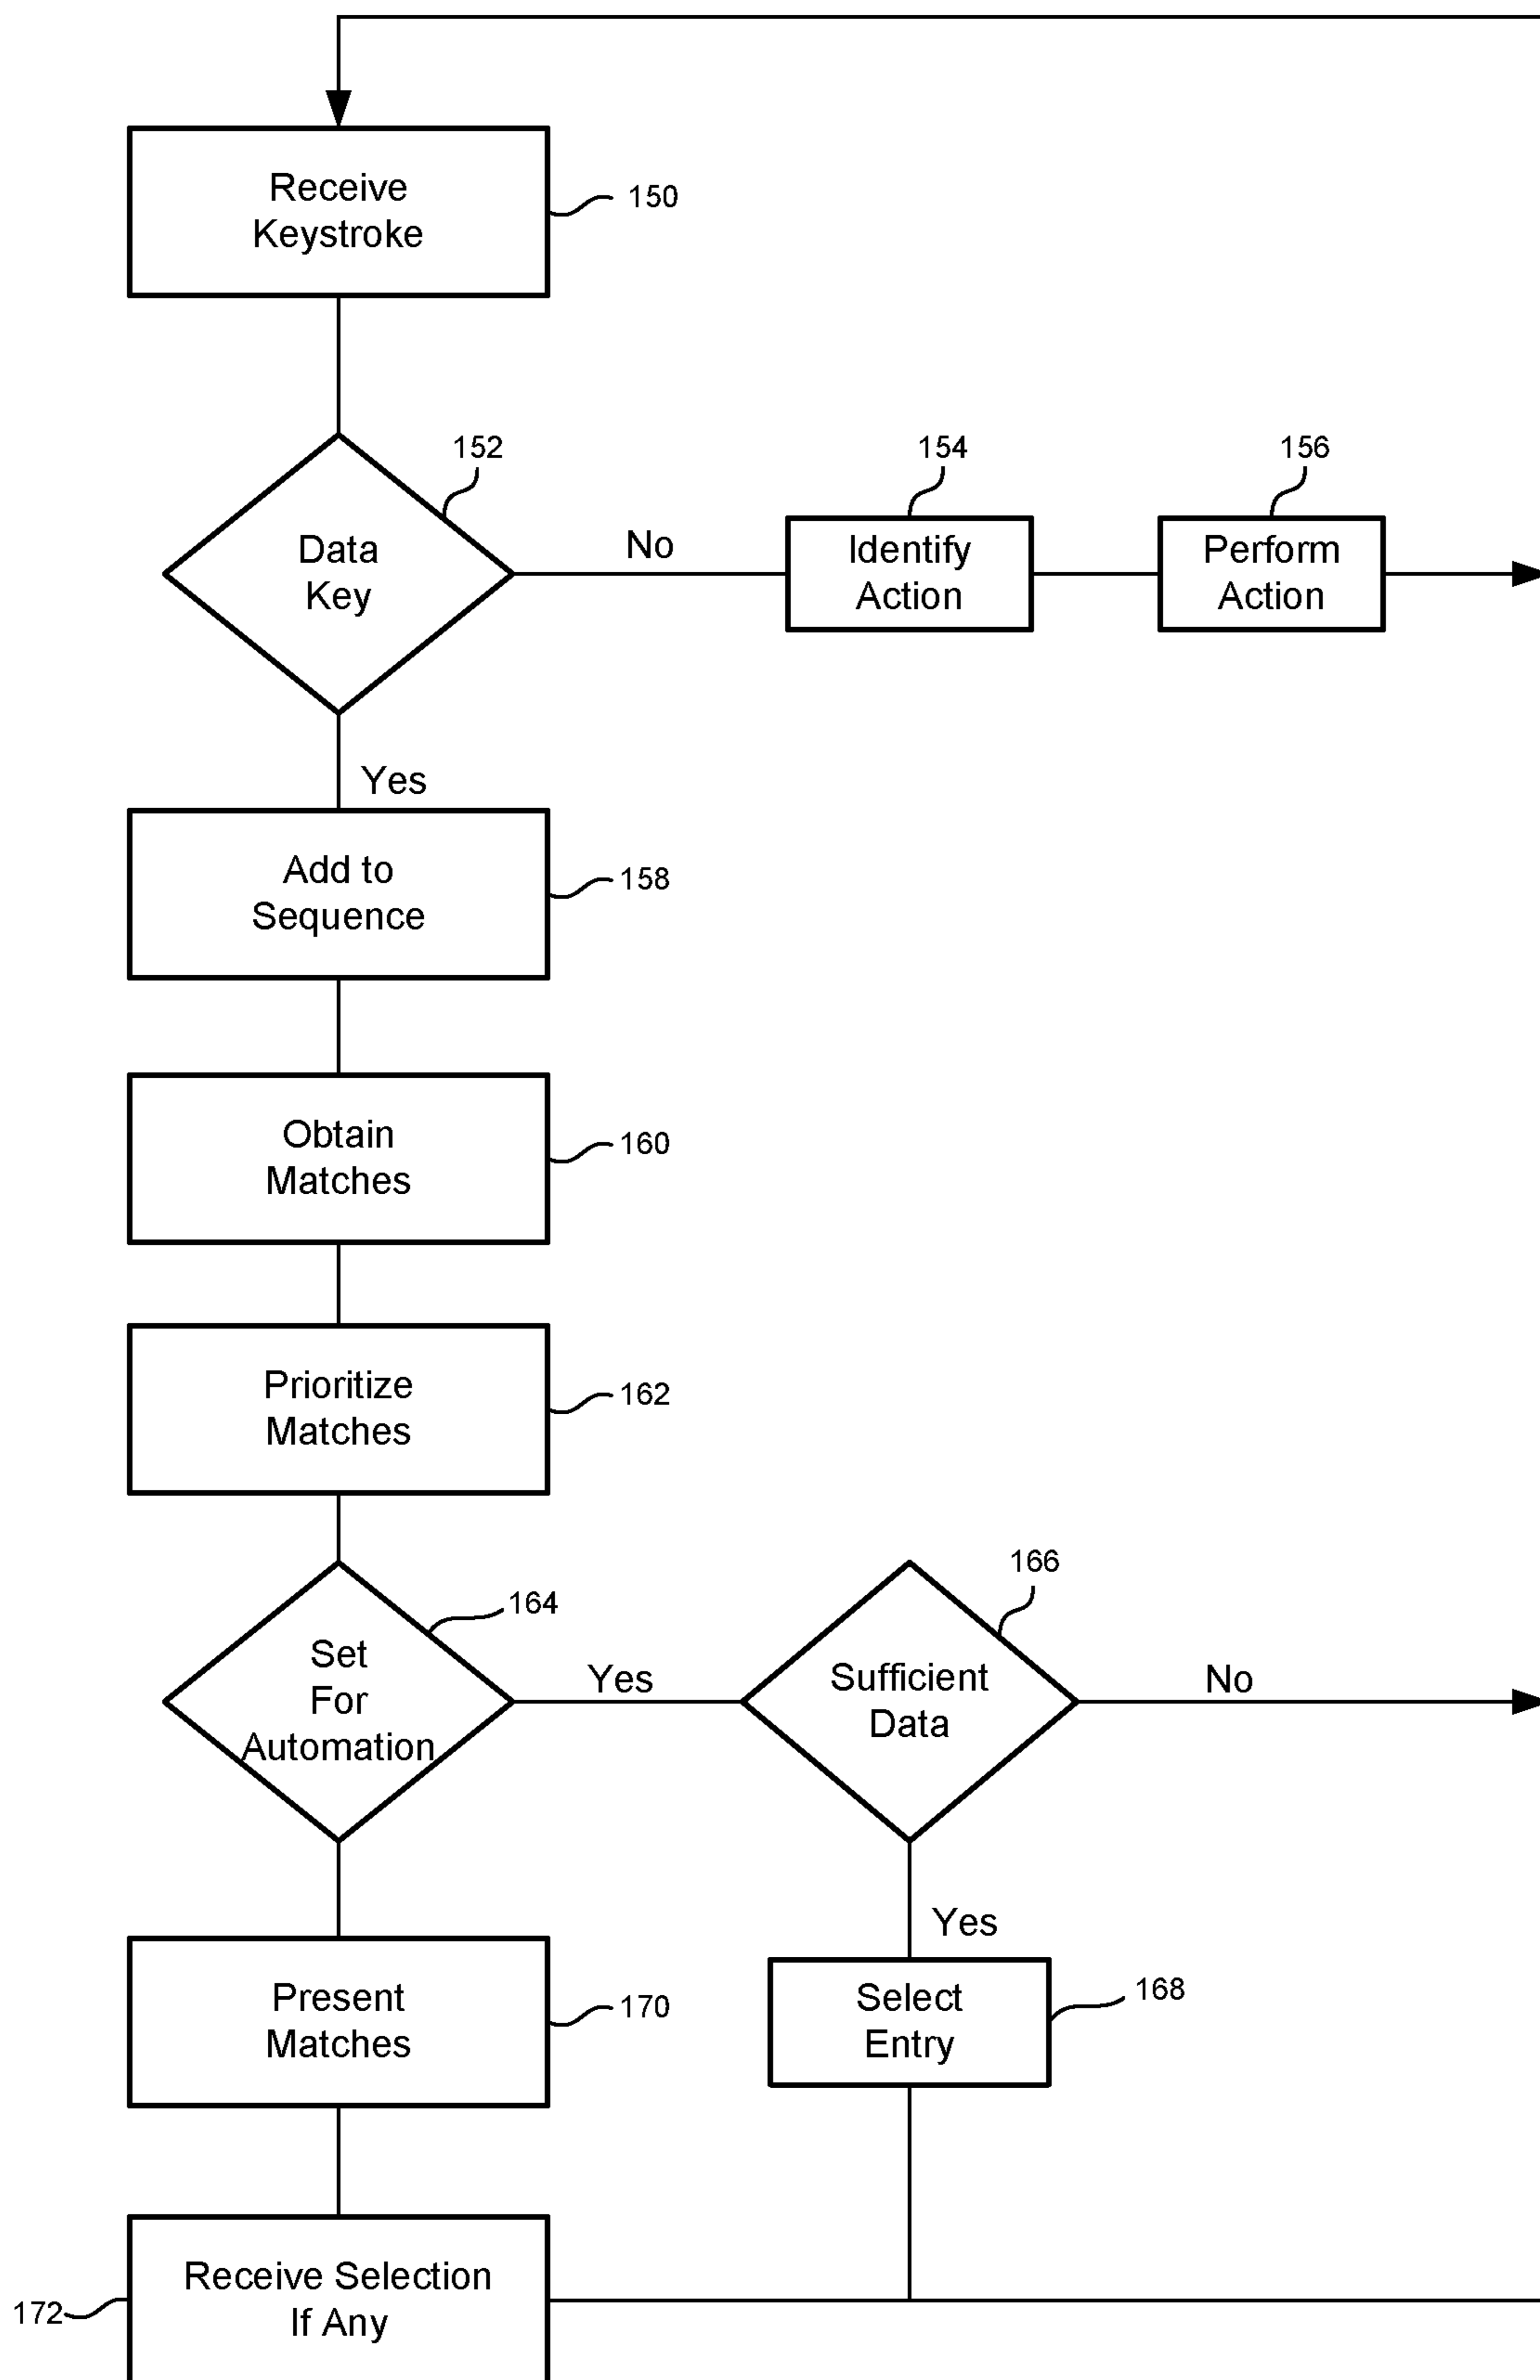 Receive
Keystroke
150
152
154
156
Data
Key
No
Identify
Action
Perform
Action
Yes
Add to
Sequence
158
Obtain
Matches
160
Prioritize
Matches
162
164
166
Set
For
Automation
Yes
Sufficient
Data
No
Yes
Present
Matches
170
Select
Entry
168
Receive Selection
If Any
172